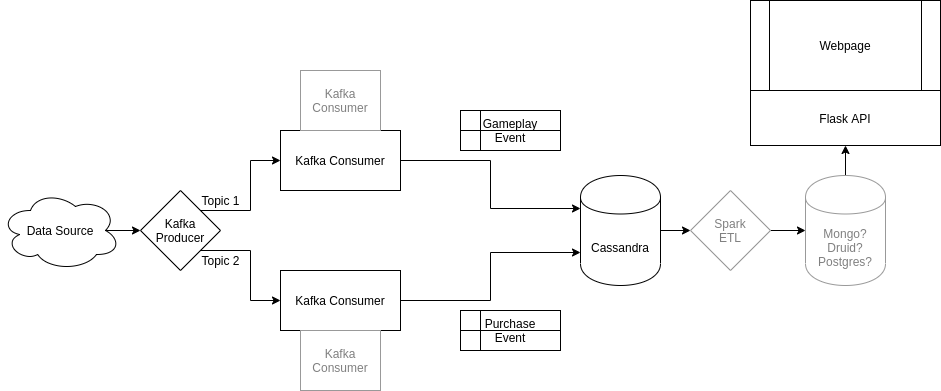 Webpage
Flask API
Kafka
Consumer
Gameplay
Event
Kafka Consumer
Topic 1
Data Source
Kafka
Producer
Topic 2
Cassandra
Spark
ETL
Mongo?
Druid?
Postgres?
Kafka Consumer
Purchase
Event
Kafka
Consumer